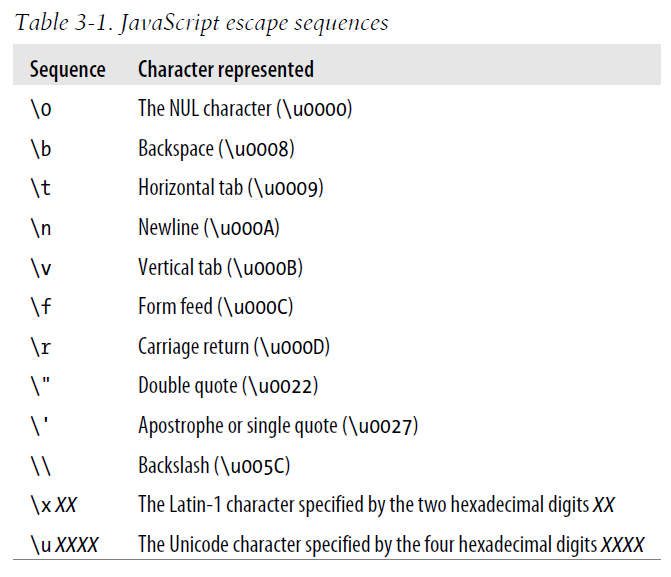 Table 3-1. JavaScript escape sequences
Sequence Character represented
\0 The NUL character (\u0000)
\b Backspace (\u0008)
\t Horizontal tab (\u0009)
\n Newline (\u000A)
\v Vertical tab (\u000B)
\f Form feed (\u000C)
\r Carriage return (\u000D)
\" Double quote (\u0022)
\' Apostrophe or single quote (\u0027)
\\ Backslash (\u005C)
\x XX The Latin-1 character specified by the two hexadecimal digits XX
\u XXXX The Unicode character specified by the four hexadecimal digits XXXX